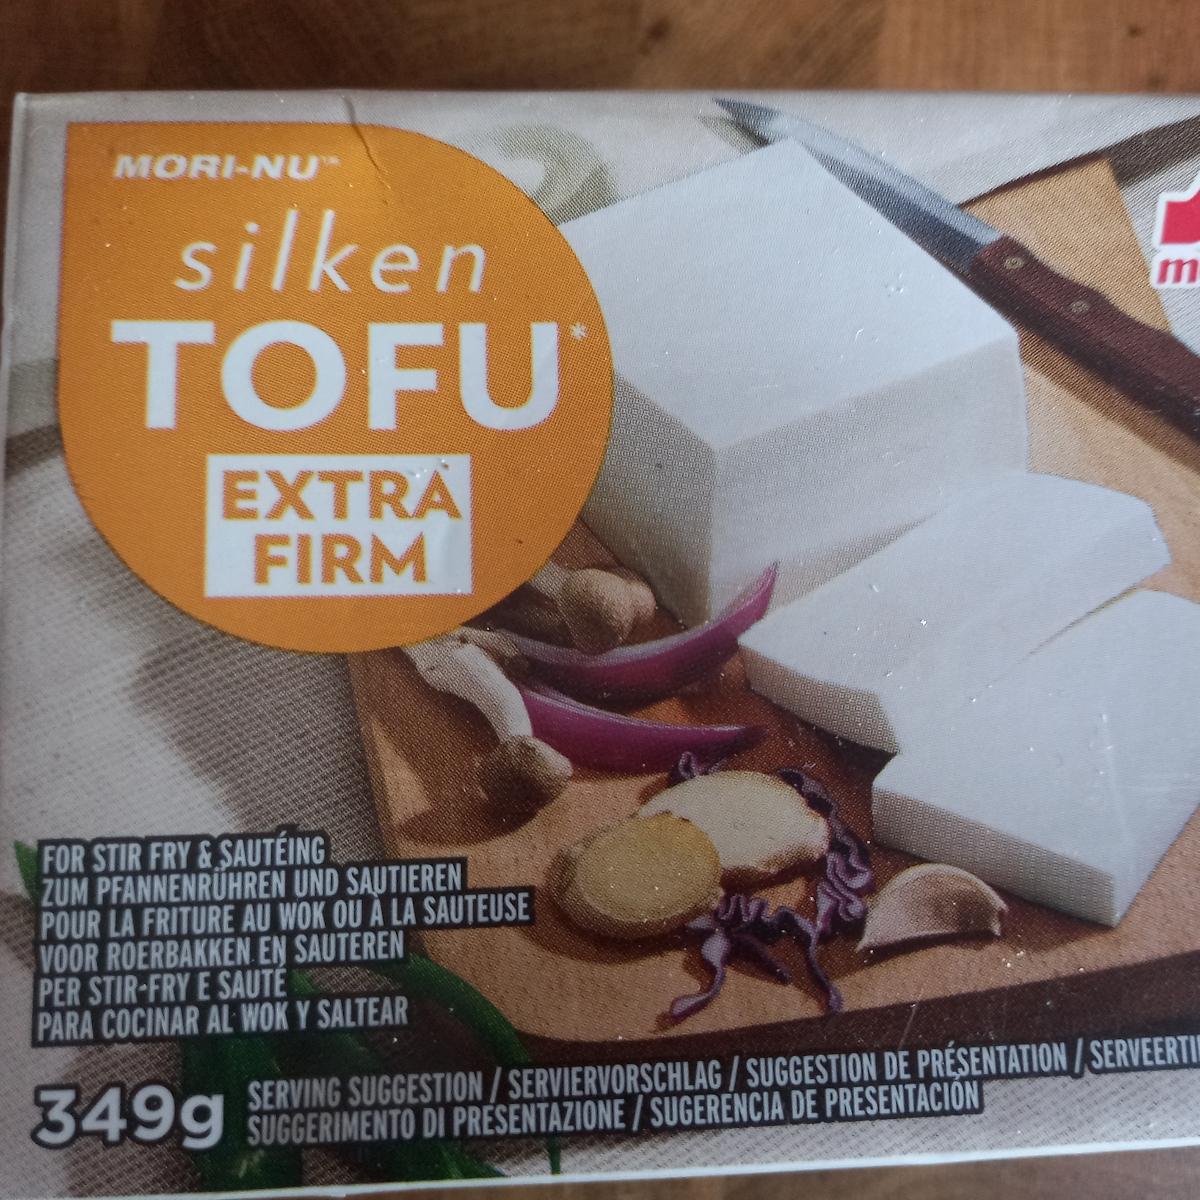 MORI-NU™
silken
TOFU*
EXTRA
FIRM
FOR STIR FRY & SAUTÉING
ZUM PFANNENRÜHREN UND SAUTIEREN
POUR LA FRITURE AU WOK OU À LA SAUTEUSE
VOOR ROERBAKKEN EN SAUTEREN
PER STIR-FRY E SAUTÉ
PARA COCINAR AL WOK Y SALTEAR
349g
SERVING SUGGESTION / SERVIERVORSCHLAG / SUGGESTION DE PRÉSENTATION /
SUGGERIMENTO DI PRESENTAZIONE / SUGERENCIA DE PRESENTACIÓN